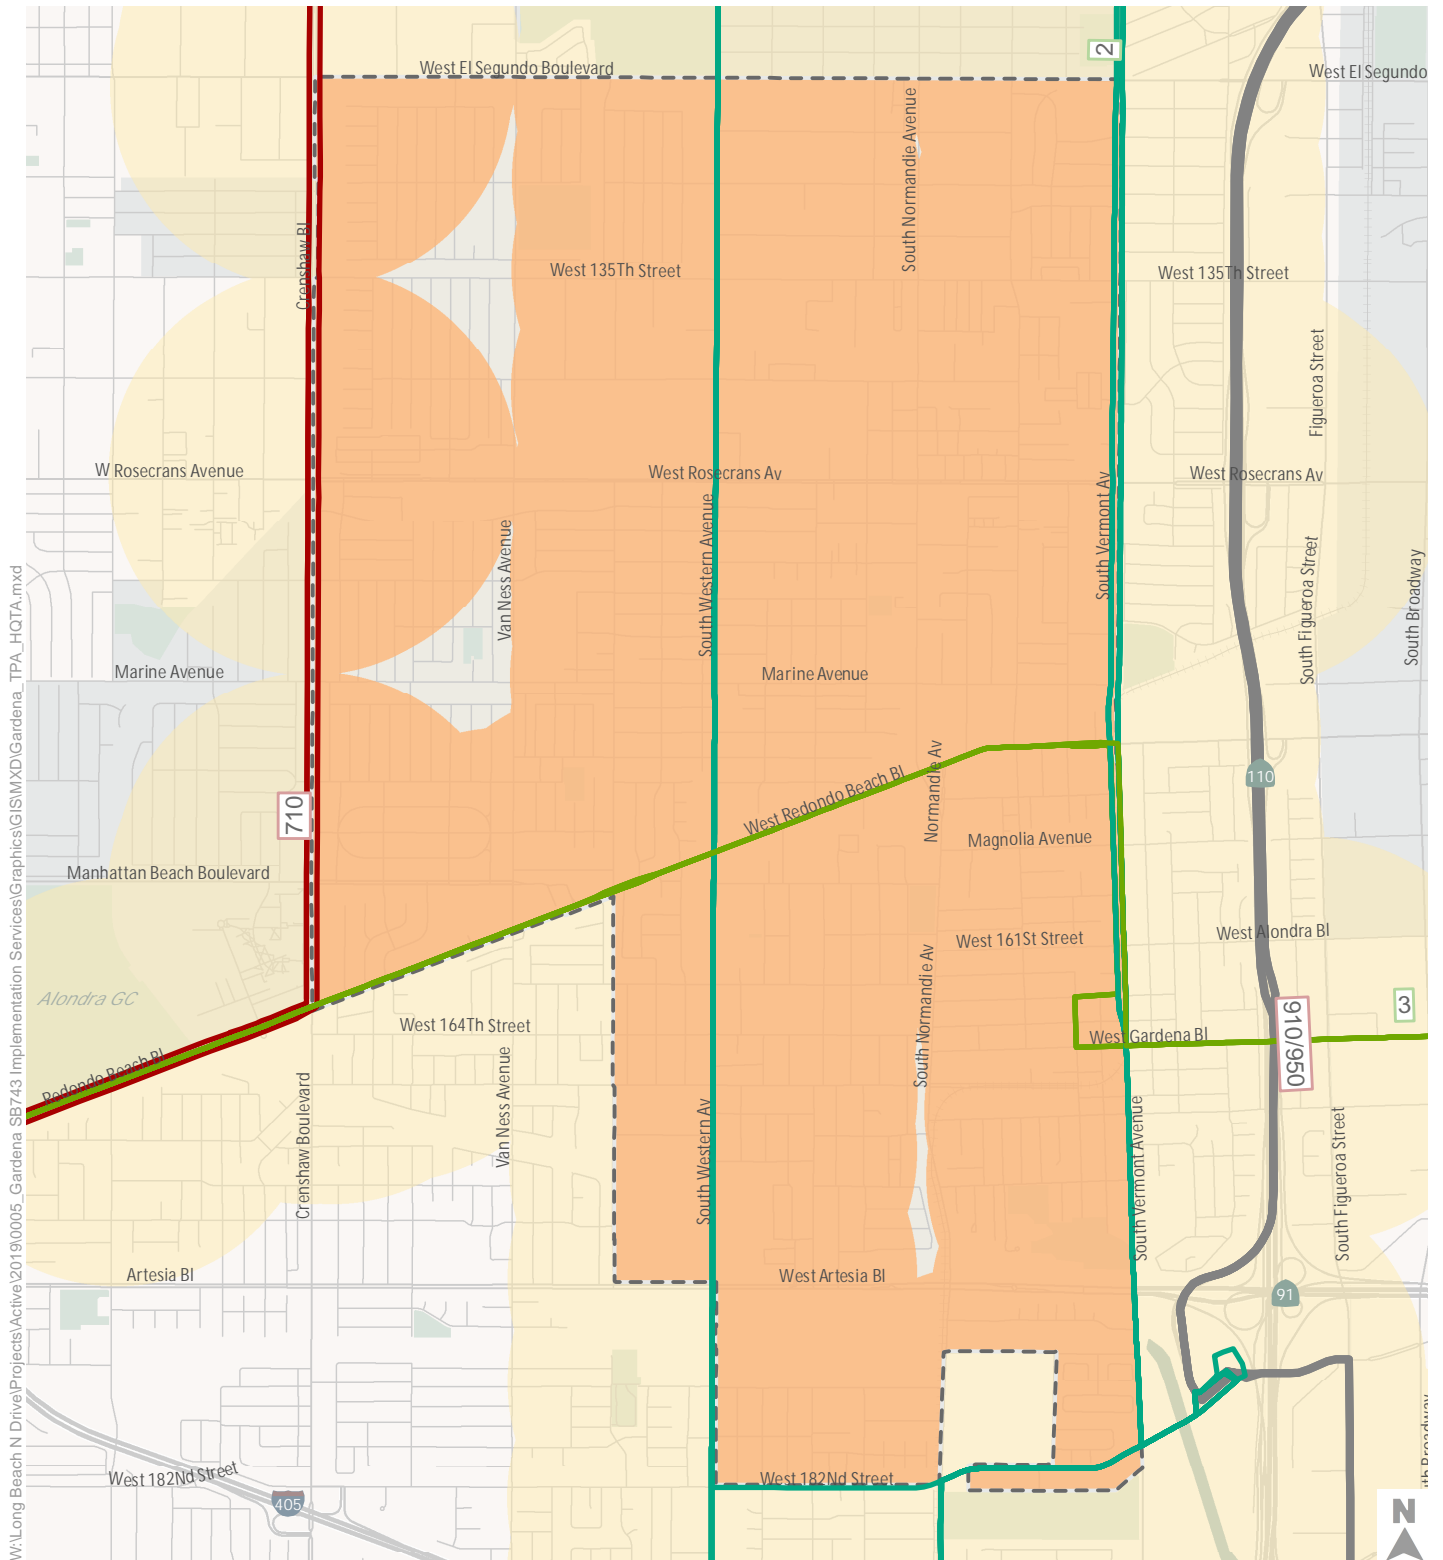 West El Segundo Boulevard
2
West El Segundo
South Normandie Avenue
Crenshaw Bl
West 135Th Street
West 135Th Street
Figueroa Street
W Rosecrans Avenue
West Rosecrans Av
West Rosecrans Av
South Vermont Av
South Western Avenue
Van Ness Avenue
South Figueroa Street
South Broadway
Marine Avenue
Marine Avenue
Normandie Av
West Redondo Beach Bl
110
710
Magnolia Avenue
Manhattan Beach Boulevard
West Alondra Bl
West 161St Street
South Normandie Av
Alondra GC
3
West 164Th Street
West Gardena Bl
910/950
Redondo Beach Bl
Crenshaw Boulevard
Van Ness Avenue
South Western Av
South Vermont Avenue
South Figueroa Street
Artesia Bl
West Artesia Bl
91
West 182Nd Street
West 182Nd Street
405
th Broadway
N
W:\Long Beach N Drive\Projects\Active\2019\0005_Gardena SB743 Implementation Services\Graphics\GIS\MXD\Gardena_TPA_HQTA.mxd